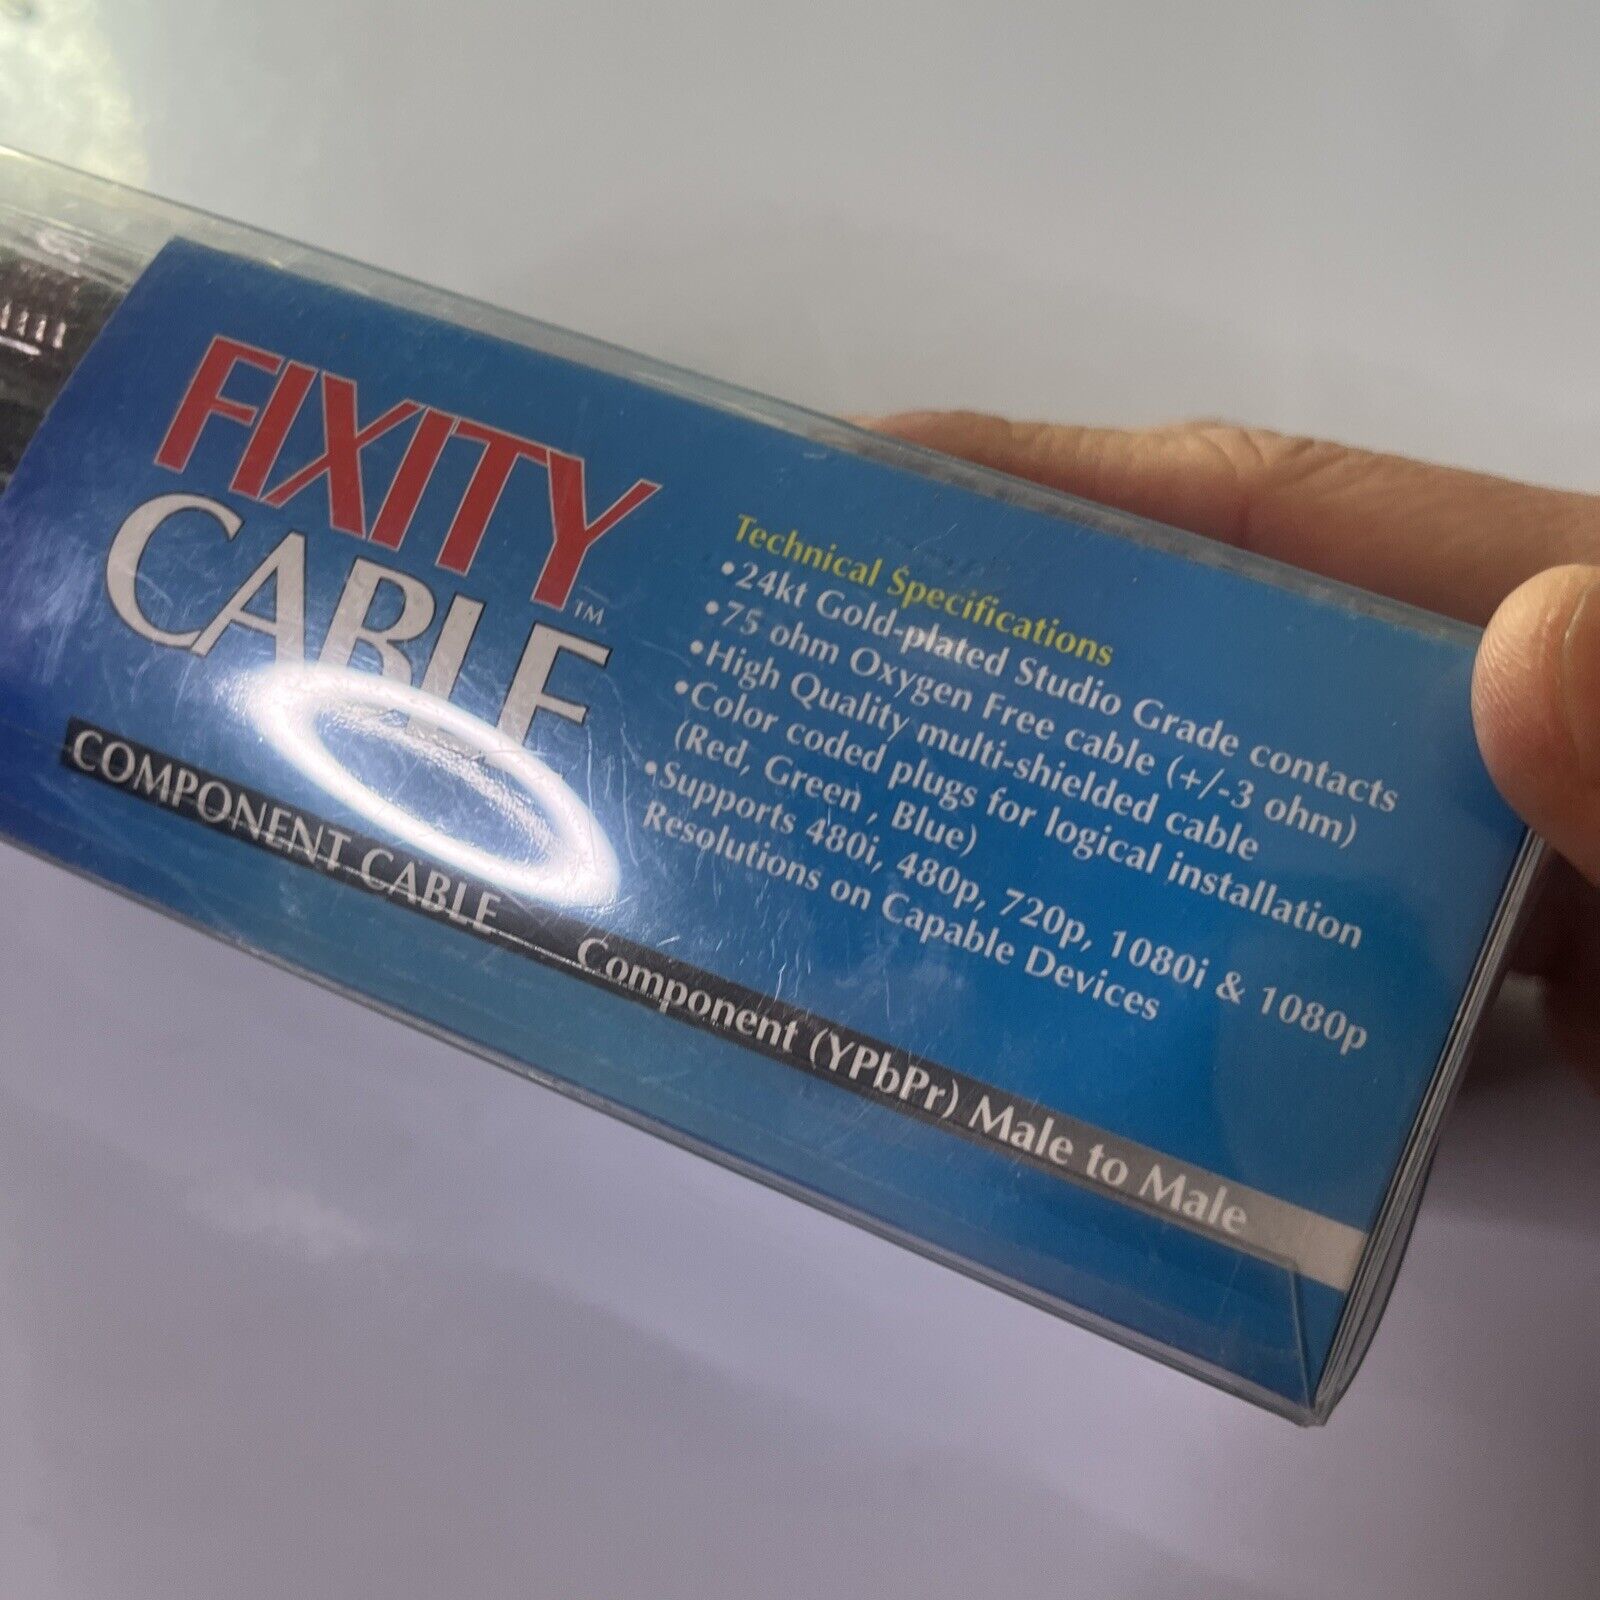 FIXITY
CABLE™
COMPONENT CABLE Component (YPbPr) Male to Male
Technical Specifications
•24kt Gold-plated Studio Grade contacts
•75 ohm Oxygen Free cable (+/-3 ohm)
•High Quality multi-shielded cable
•Color coded plugs for logical installation
(Red, Green , Blue)
•Supports 480i, 480p, 720p, 1080i & 1080p
Resolutions on Capable Devices